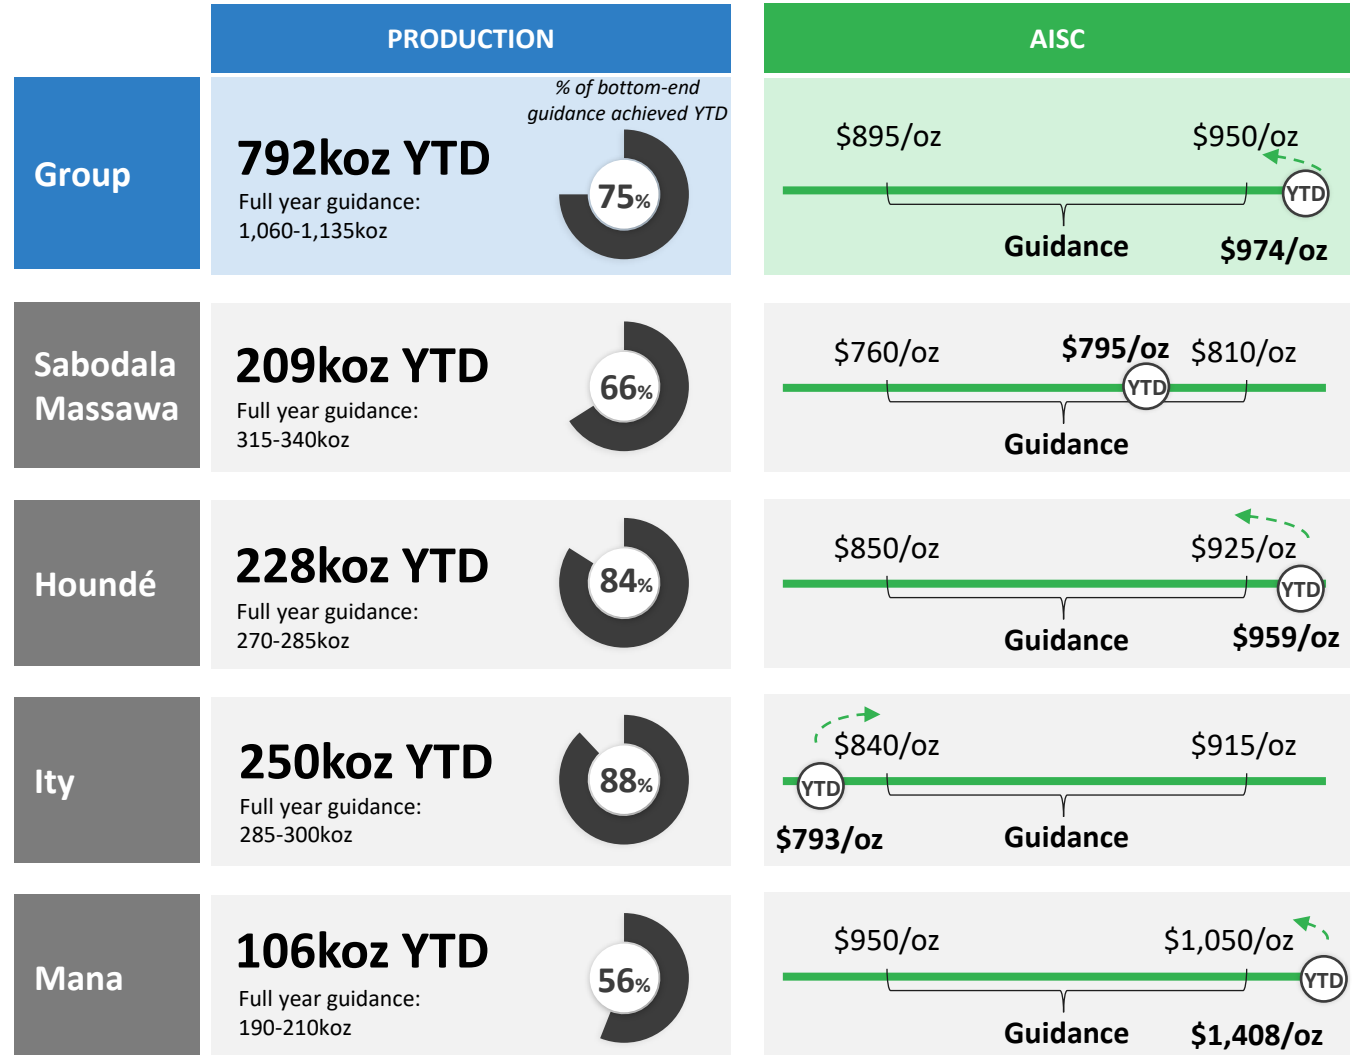 PRODUCTION
AISC
Group
% of bottom-end
guidance achieved YTD
792koz YTD
Full year guidance:
1,060-1,135koz
75%
$895/oz
$950/oz
YTD
Guidance
$974/oz
Sabodala
Massawa
209koz YTD
Full year guidance:
315-340koz
66%
$760/oz
$795/oz
$810/oz
YTD
Guidance
Houndé
228koz YTD
Full year guidance:
270-285koz
84%
$850/oz
$925/oz
YTD
Guidance
$959/oz
Ity
250koz YTD
Full year guidance:
285-300koz
88%
$840/oz
$915/oz
YTD
$793/oz
Guidance
Mana
106koz YTD
Full year guidance:
190-210koz
56%
$950/oz
$1,050/oz
YTD
Guidance
$1,408/oz